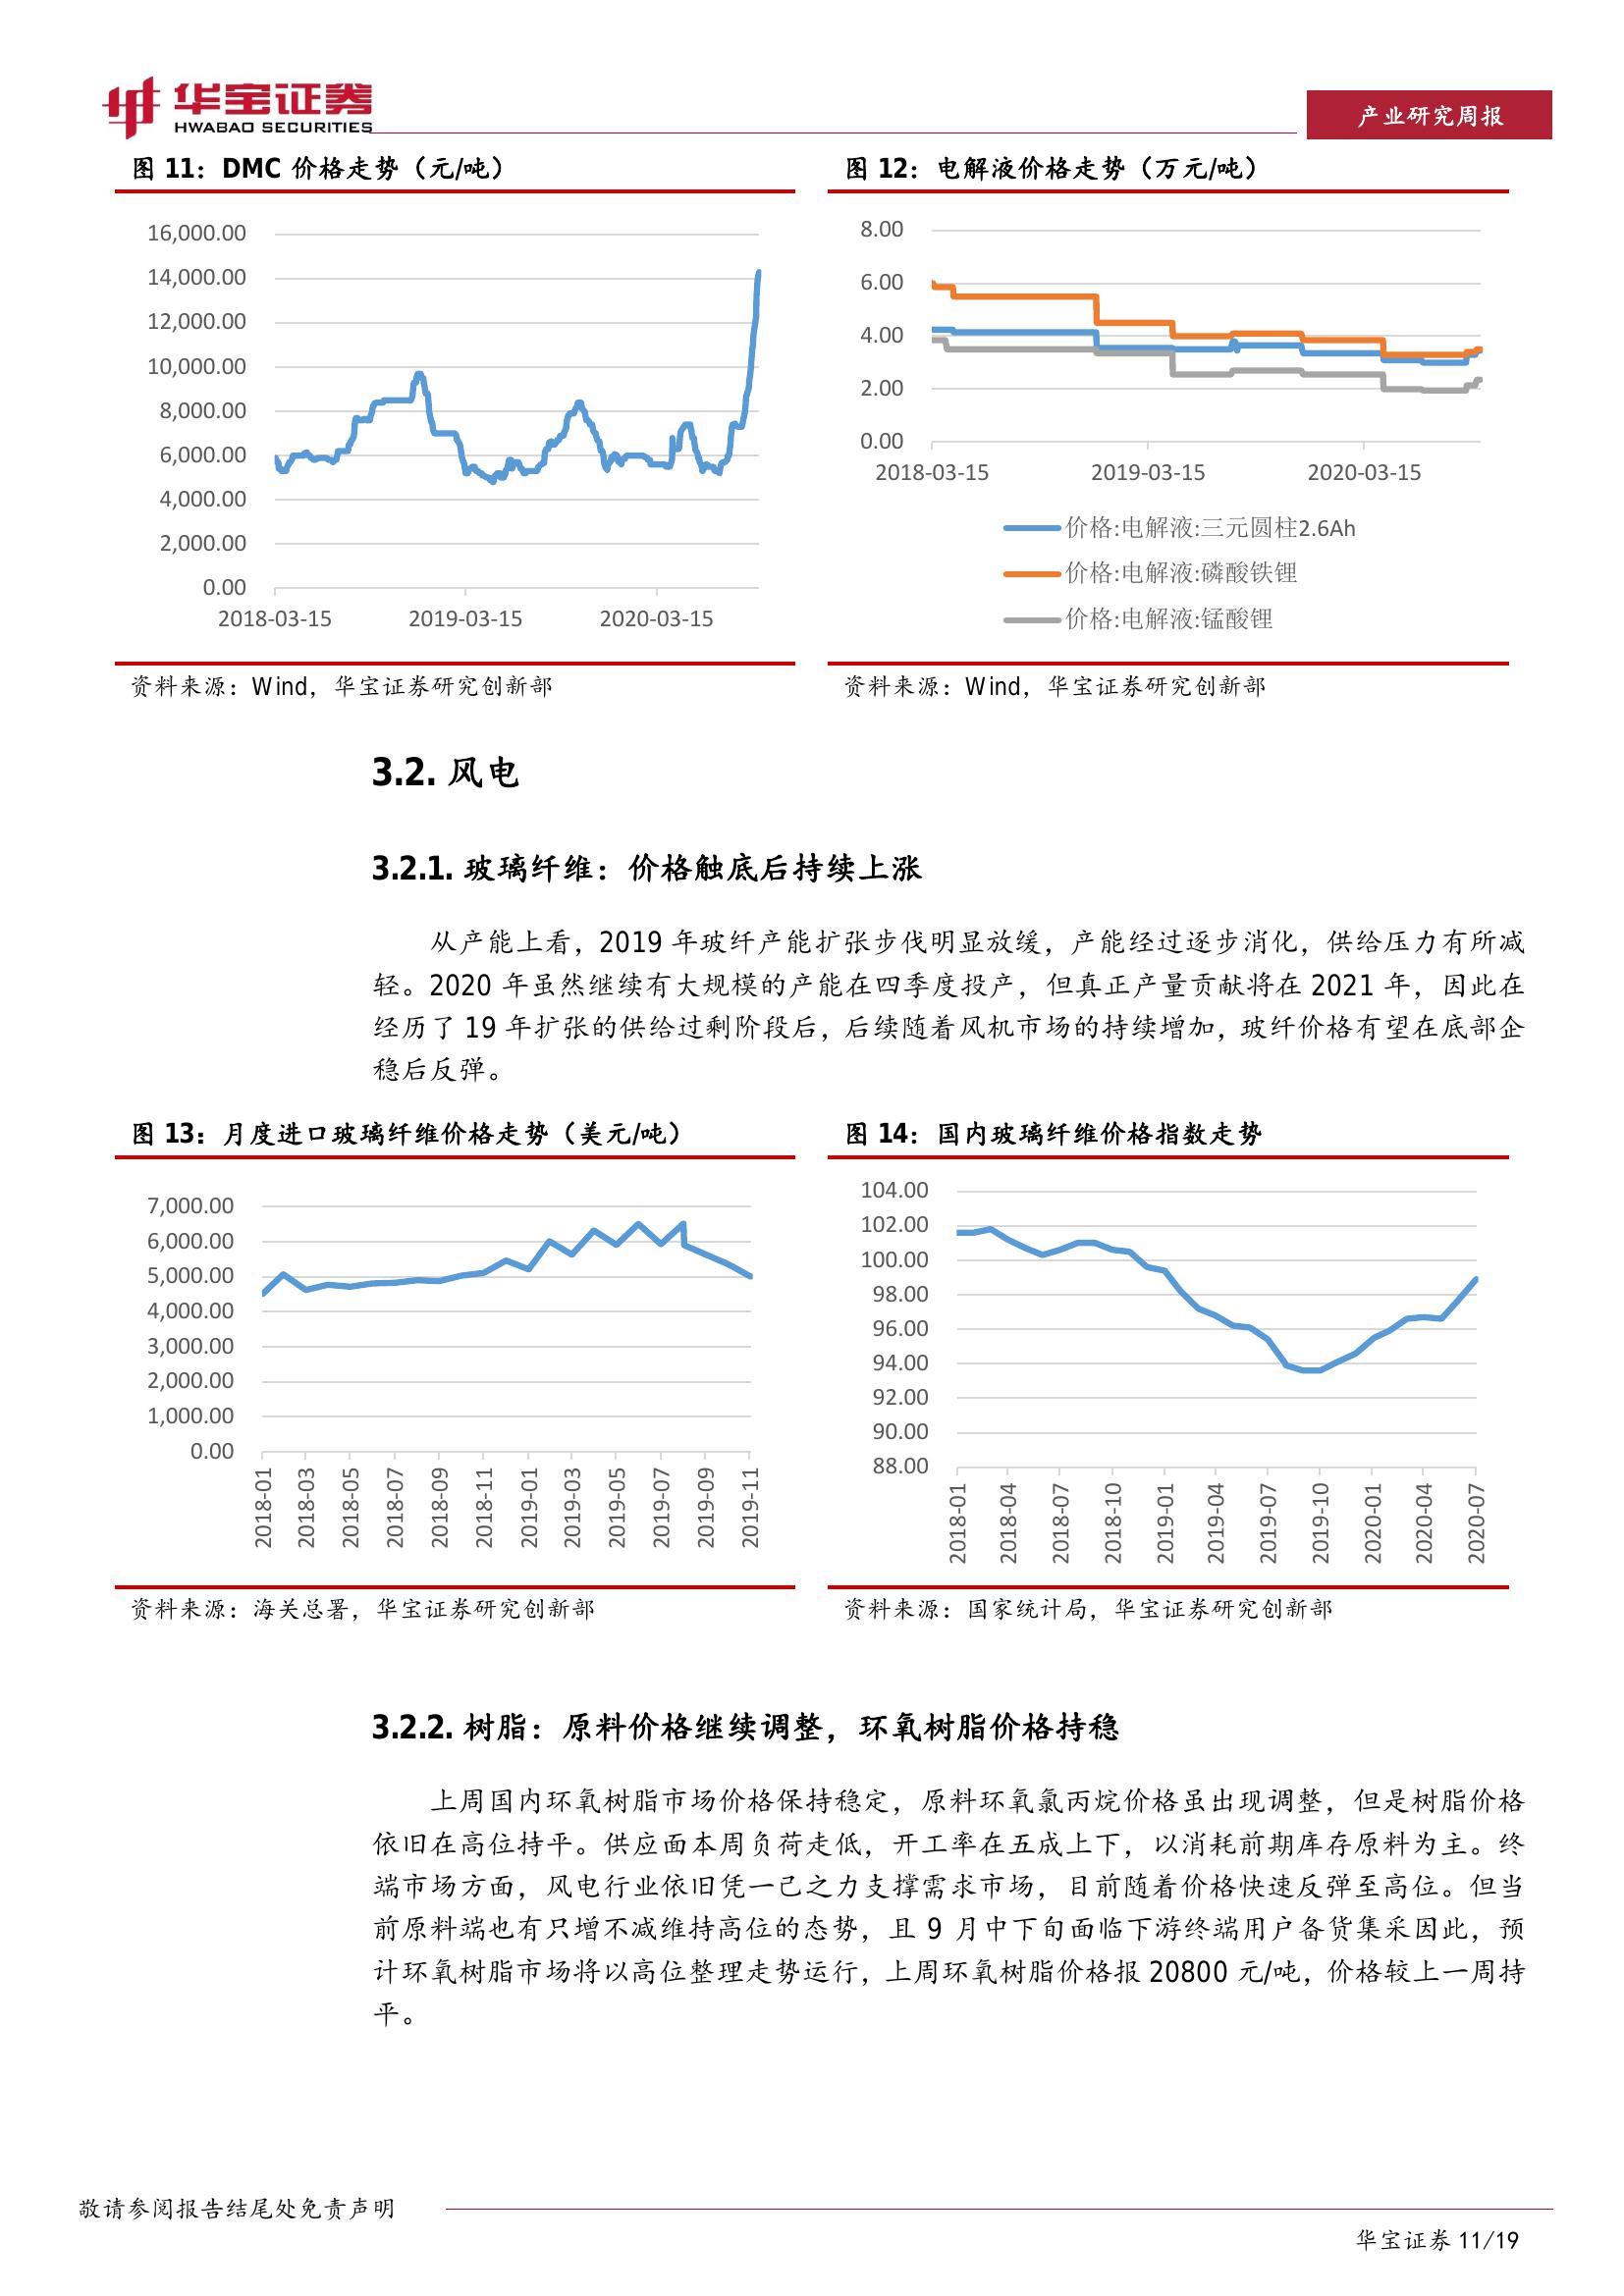 华宝证券
HWABAO SECURITIES
产业研究周报
图 11：DMC 价格走势（元/吨）
16,000.00
14,000.00
12,000.00
10,000.00
8,000.00
6,000.00
4,000.00
2,000.00
0.00
2018-03-15 2019-03-15 2020-03-15
资料来源：Wind，华宝证券研究创新部
图 12：电解液价格走势（万元/吨）
8.00
6.00
4.00
2.00
0.00
2018-03-15 2019-03-15 2020-03-15
价格:电解液:三元圆柱2.6Ah
价格:电解液:磷酸铁锂
价格:电解液:锰酸锂
资料来源：Wind，华宝证券研究创新部
3.2. 风电
3.2.1. 玻璃纤维：价格触底后持续上涨
从产能上看，2019 年玻纤产能扩张步伐明显放缓，产能经过逐步消化，供给压力有所减
轻。2020 年虽然继续有大规模的产能在四季度投产，但真正产量贡献将在 2021 年，因此在
经历了 19 年扩张的供给过剩阶段后，后续随着风机市场的持续增加，玻纤价格有望在底部企
稳后反弹。
图 13：月度进口玻璃纤维价格走势（美元/吨）
7,000.00
6,000.00
5,000.00
4,000.00
3,000.00
2,000.00
1,000.00
0.00
2018-01 2018-03 2018-05 2018-07 2018-09 2018-11 2019-01 2019-03 2019-05 2019-07 2019-09 2019-11
资料来源：海关总署，华宝证券研究创新部
图 14：国内玻璃纤维价格指数走势
104.00
102.00
100.00
98.00
96.00
94.00
92.00
90.00
88.00
2018-01 2018-04 2018-07 2018-10 2019-01 2019-04 2019-07 2019-10 2020-01 2020-04 2020-07
资料来源：国家统计局，华宝证券研究创新部
3.2.2. 树脂：原料价格继续调整，环氧树脂价格持稳
上周国内环氧树脂市场价格保持稳定，原料环氧氯丙烷价格虽出现调整，但是树脂价格
依旧在高位持平。供应面本周负荷走低，开工率在五成上下，以消耗前期库存原料为主。终
端市场方面，风电行业依旧凭一己之力支撑需求市场，目前随着价格快速反弹至高位。但当
前原料端也有只增不减维持高位的态势，且 9 月中下旬面临下游终端用户备货集采因此，预
计环氧树脂市场将以高位整理走势运行，上周环氧树脂价格报 20800 元/吨，价格较上一周持
平。
敬请参阅报告结尾处免责声明
华宝证券 11/19